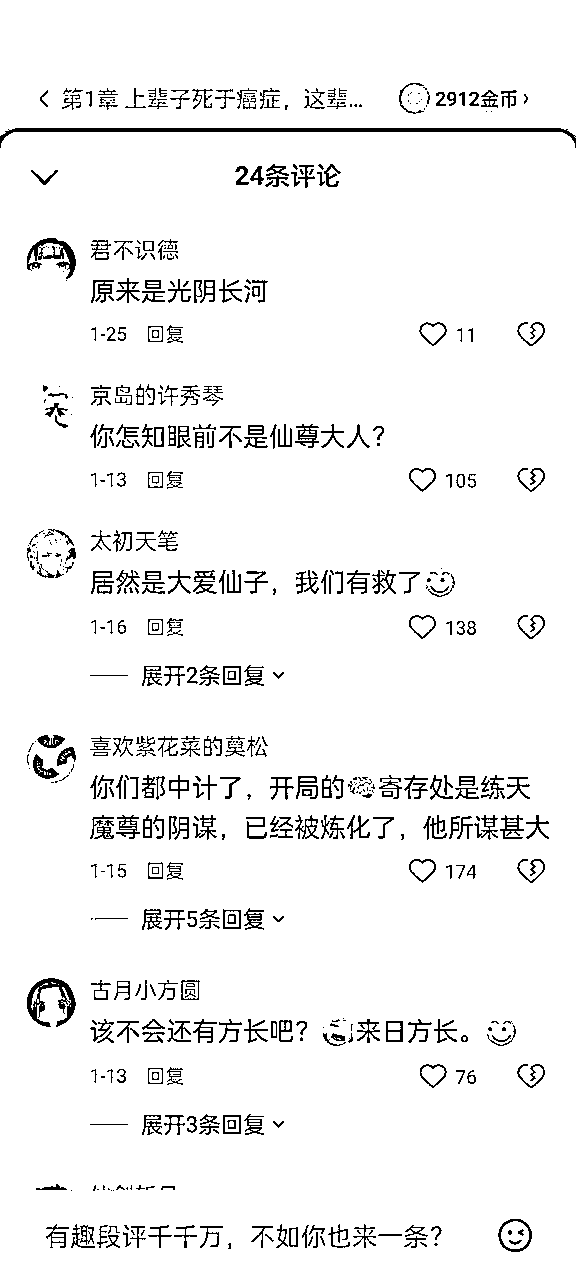 第1章 上辈子死于癌症，这辈...
2912金币
24条评论
君不识德
原来是光阴长河
1-25 回复
11
京岛的许秀琴
你怎知眼前不是仙尊大人？
1-13 回复
105
太初天笔
居然是大爱仙子，我们有救了
1-16 回复
138
展开2条回复
喜欢紫花菜的莫松
你们都中计了，开局的🧠寄存处是练天
魔尊的阴谋，已经被炼化了，他所谋甚大
1-15 回复
174
展开5条回复
古月小方圆
该不会还有方长吧？来日方长。
1-13 回复
76
展开3条回复
有趣段评千千万，不如你也来一条？